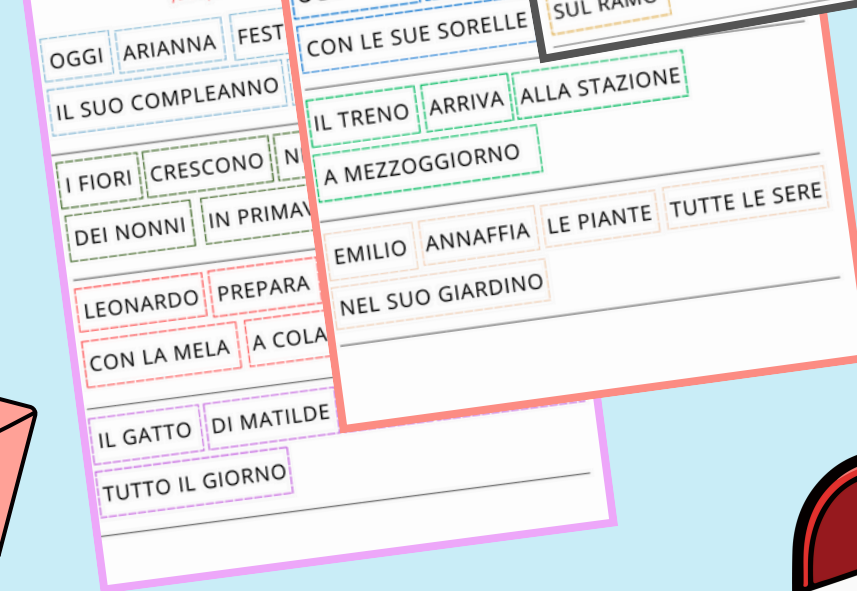 OGGI ARIANNA
IL SUO COMPLEANNO
I FIORI CRESCONO
DEI NONNI IN
LEONARDO PREPARA
CON LA MELA A
IL GATTO DI MATILDE
TUTTO IL GIORNO
CON LE SUE SORELLE
IL TRENO ARRIVA ALLA STAZIONE
A MEZZOGIORNO
EMILIO ANNAFFIA LE PIANTE TUTTE LE SERE
NEL SUO GIARDINO
SUL RAMO